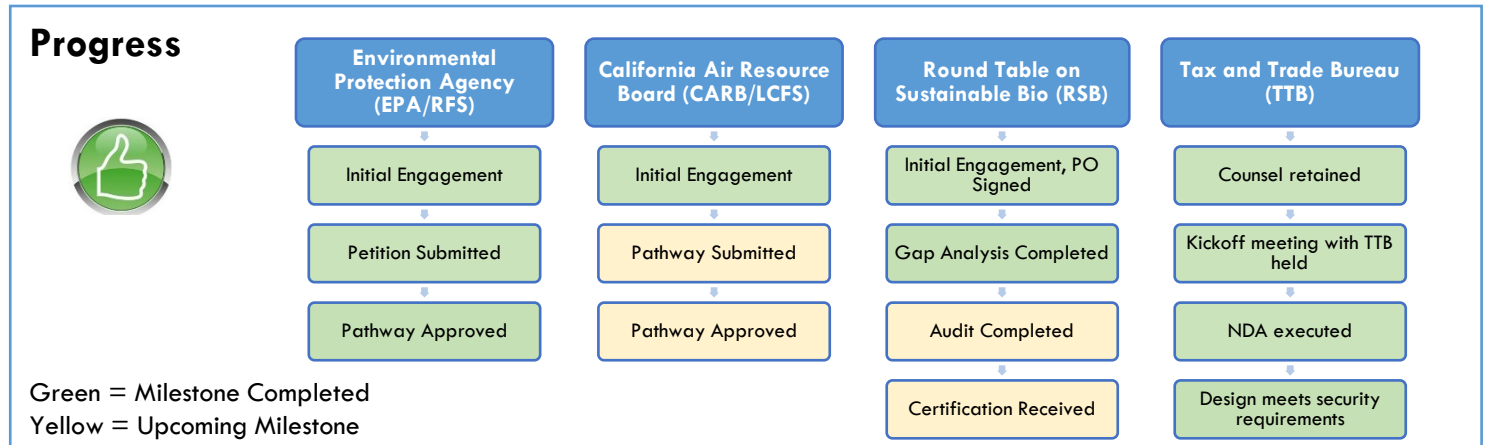 Progress
Environmental
Protection Agency
(EPA/RFS)
Initial Engagement
Petition Submitted
Pathway Approved
California Air Resource
Board (CARB/LCFS)
Initial Engagement
Pathway Submitted
Pathway Approved
Round Table on
Sustainable Bio (RSB)
Initial Engagement, PO
Signed
Gap Analysis Completed
Audit Completed
Certification Received
Tax and Trade Bureau
(TTB)
Counsel retained
Kickoff meeting with TTB
held
NDA executed
Design meets security
requirements
Green = Milestone Completed
Yellow = Upcoming Milestone